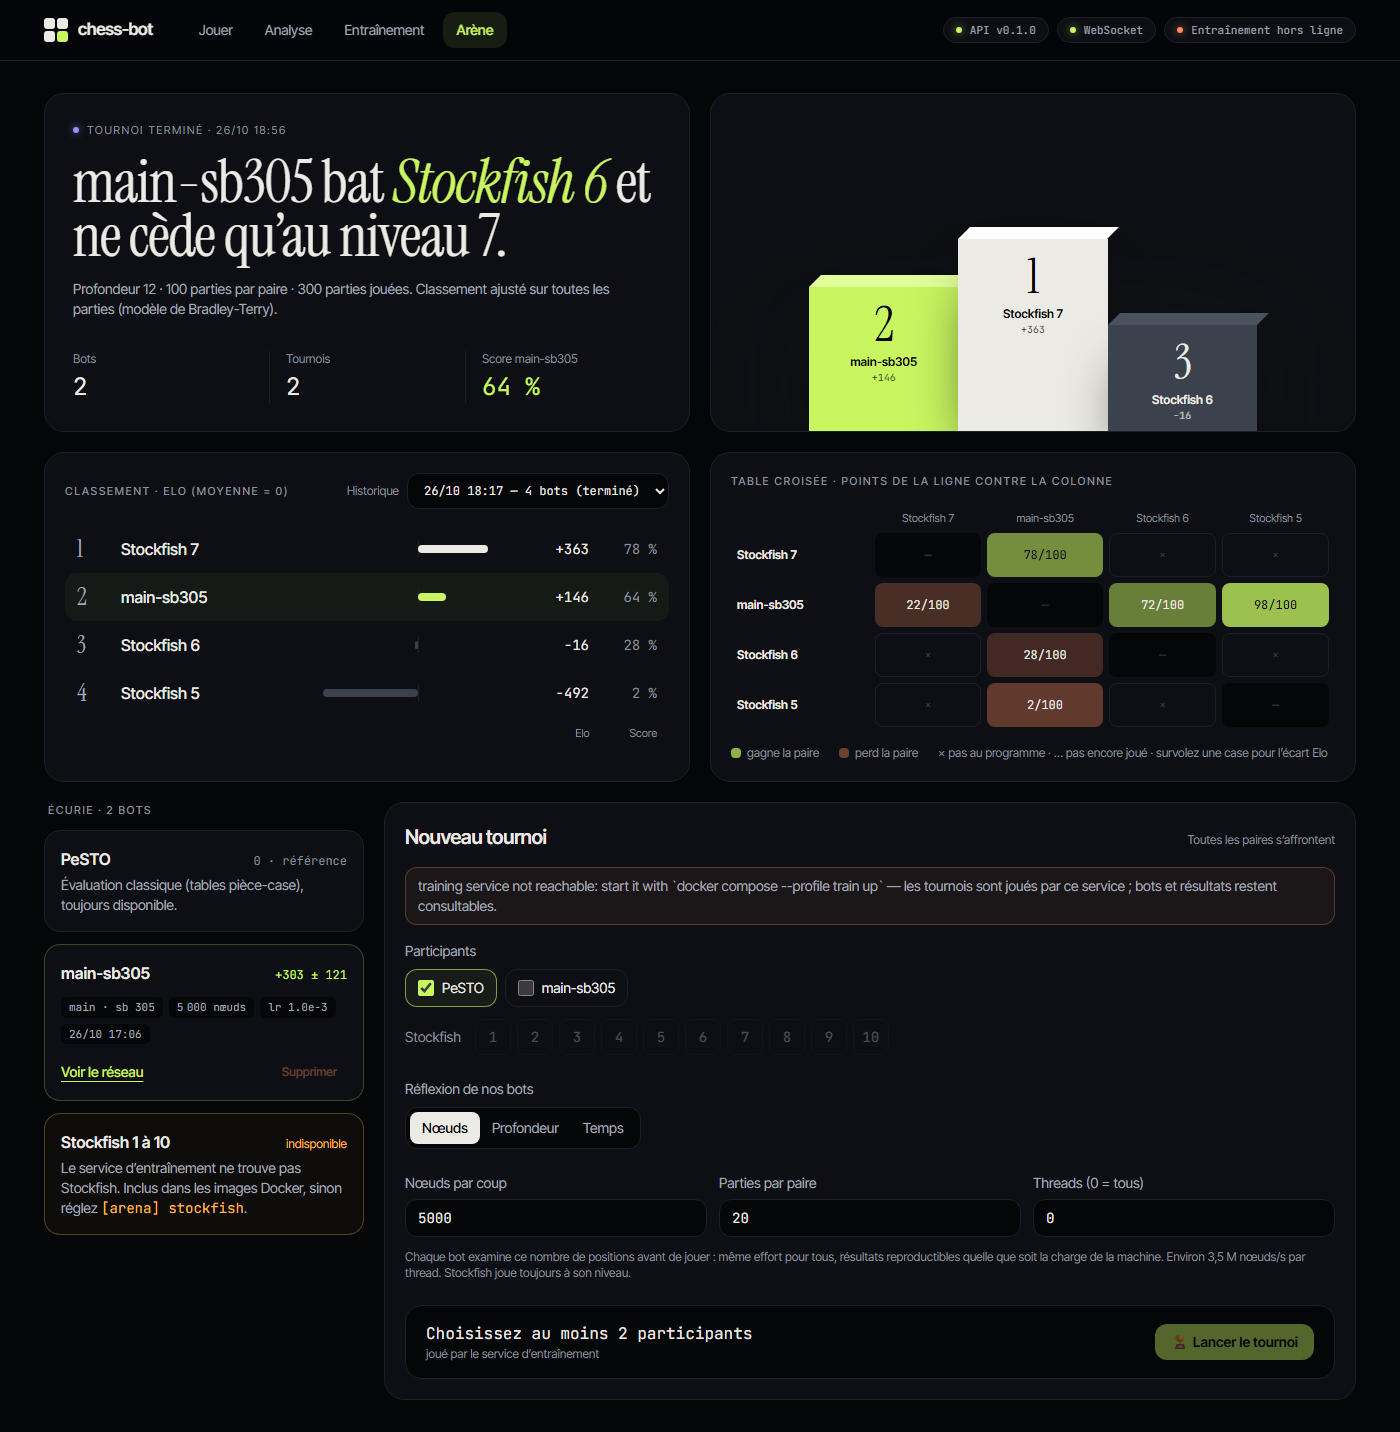 chess-bot
Jouer
Analyse
Entraînement
Arène
API v0.1.0
WebSocket
Entraînement hors ligne
TOURNOI TERMINÉ · 26/10 18:56
main-sb305 bat Stockfish 6 et
ne cède qu’au niveau 7.
Profondeur 12 · 100 parties par paire · 300 parties jouées. Classement ajusté sur toutes les
parties (modèle de Bradley-Terry).
Bots
2
Tournois
2
Score main-sb305
64 %
1
Stockfish 7
+363
2
main-sb305
+146
3
Stockfish 6
-16
CLASSEMENT · ELO (MOYENNE = 0)
Historique
26/10 18:17 — 4 bots (terminé)
1 Stockfish 7 +363 78 %
2 main-sb305 +146 64 %
3 Stockfish 6 -16 28 %
4 Stockfish 5 -492 2 %
Elo Score
TABLE CROISÉE · POINTS DE LA LIGNE CONTRE LA COLONNE
Stockfish 7 main-sb305 Stockfish 6 Stockfish 5
Stockfish 7 — 78/100 × ×
main-sb305 22/100 — 72/100 98/100
Stockfish 6 × 28/100 — ×
Stockfish 5 × 2/100 × —
gagne la paire perd la paire × pas au programme · … pas encore joué · survolez une case pour l’écart Elo
ÉCURIE · 2 BOTS
PeSTO 0 · référence
Évaluation classique (tables pièce-case),
toujours disponible.
main-sb305 +303 ± 121
main · sb 305 5 000 nœuds lr 1.0e-3
26/10 17:06
Voir le réseau Supprimer
Stockfish 1 à 10 indisponible
Le service d’entraînement ne trouve pas
Stockfish. Inclus dans les images Docker, sinon
réglez [arena] stockfish.
Nouveau tournoi
Toutes les paires s’affrontent
training service not reachable: start it with `docker compose --profile train up` — les tournois sont joués par ce service ; bots et résultats restent
consultables.
Participants
PeSTO main-sb305
Stockfish 1 2 3 4 5 6 7 8 9 10
Réflexion de nos bots
Nœuds Profondeur Temps
Nœuds par coup Parties par paire Threads (0 = tous)
5000 20 0
Chaque bot examine ce nombre de positions avant de jouer : même effort pour tous, résultats reproductibles quelle que soit la charge de la machine. Environ 3,5 M nœuds/s par
thread. Stockfish joue toujours à son niveau.
Choisissez au moins 2 participants
joué par le service d’entraînement
Lancer le tournoi